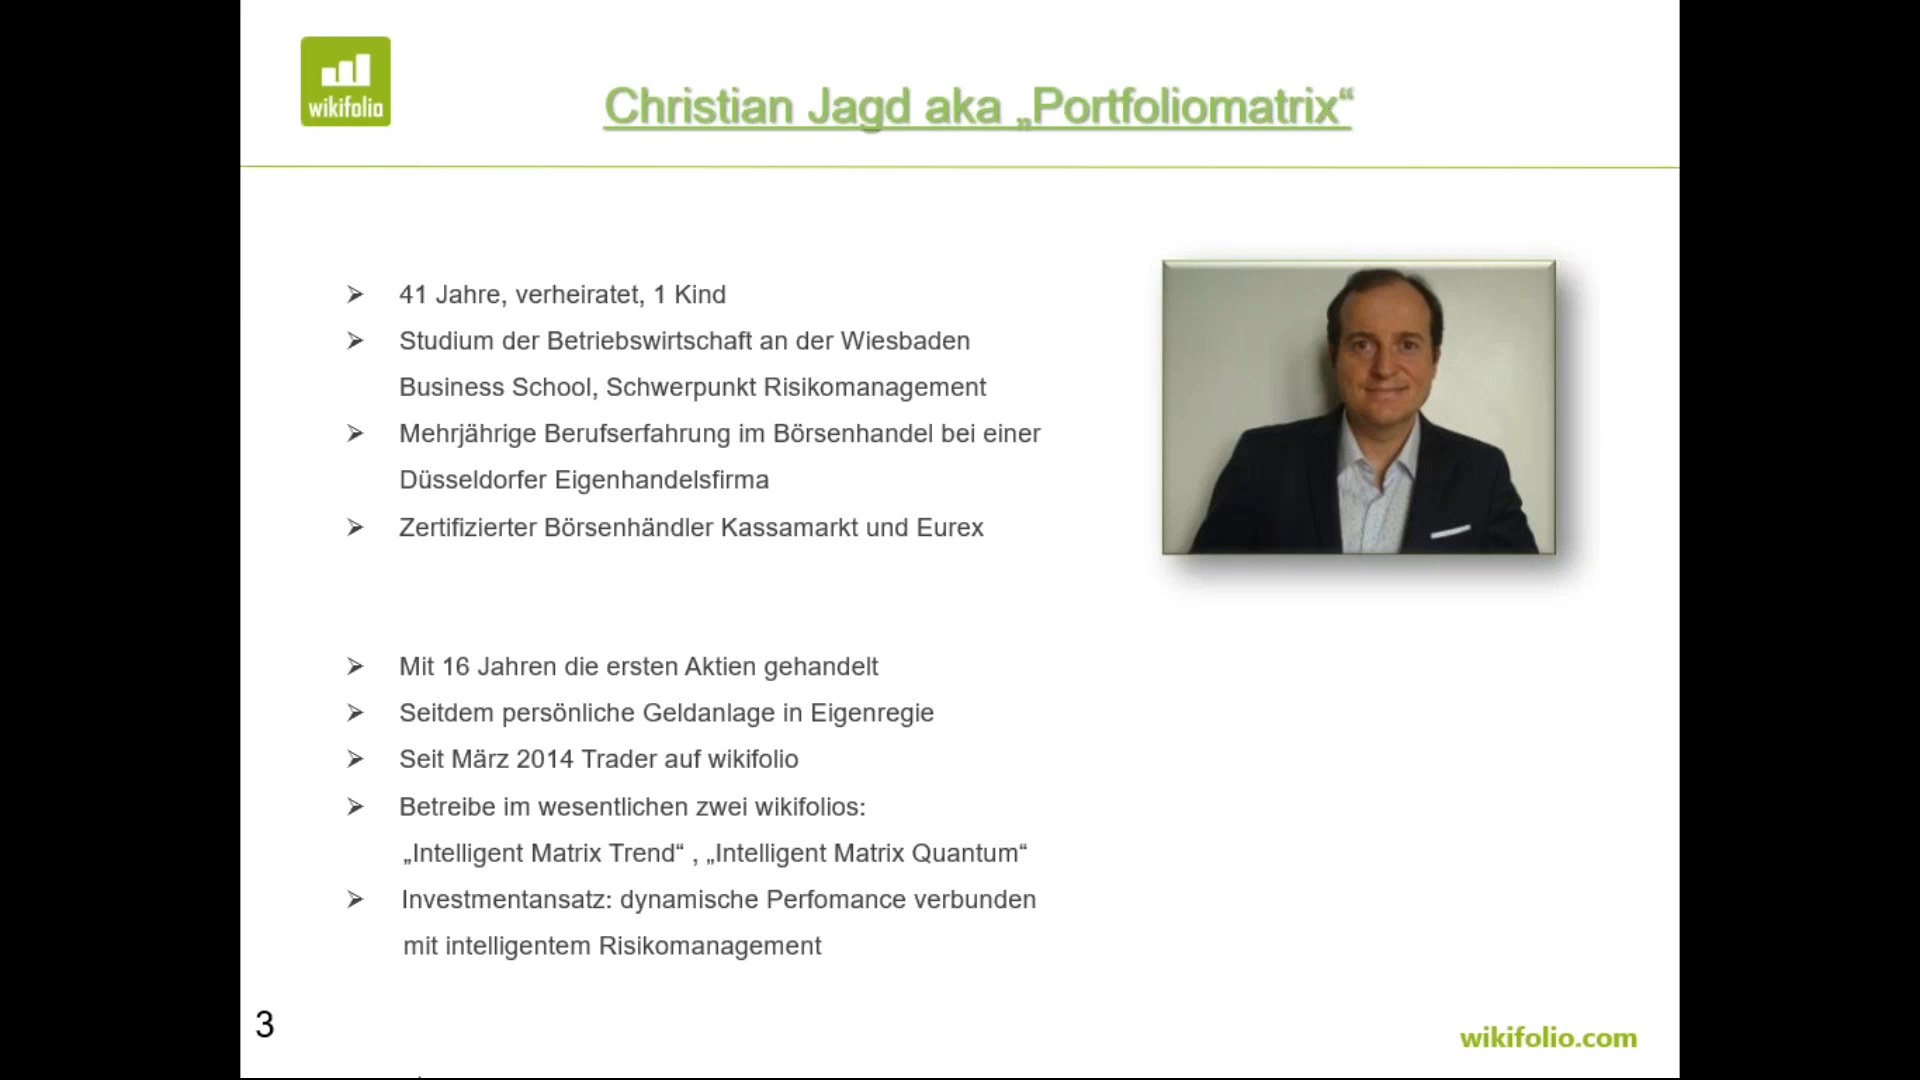 wikifolio
Christian Jagd aka „Portfoliomatrix“
➢ 41 Jahre, verheiratet, 1 Kind
➢ Studium der Betriebswirtschaft an der Wiesbaden
Business School, Schwerpunkt Risikomanagement
➢ Mehrjährige Berufserfahrung im Börsenhandel bei einer
Düsseldorfer Eigenhandelsfirma
➢ Zertifizierter Börsenhändler Kassamarkt und Eurex
➢ Mit 16 Jahren die ersten Aktien gehandelt
➢ Seitdem persönliche Geldanlage in Eigenregie
➢ Seit März 2014 Trader auf wikifolio
➢ Betreibe im wesentlichen zwei wikifolios:
„Intelligent Matrix Trend“ , „Intelligent Matrix Quantum“
➢ Investmentansatz: dynamische Perfomance verbunden
mit intelligentem Risikomanagement
3
wikifolio.com